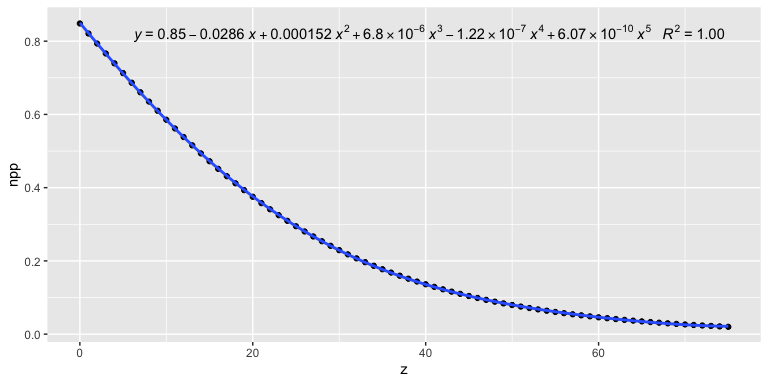 y = 0.85 − 0.0286 x + 0.000152 x² + 6.8 × 10⁻⁶ x³ − 1.22 × 10⁻⁷ x⁴ + 6.07 × 10⁻¹⁰ x⁵ R² = 1.00
0.8
0.6
npp
0.4
0.2
0.0
0 20 40 60
z